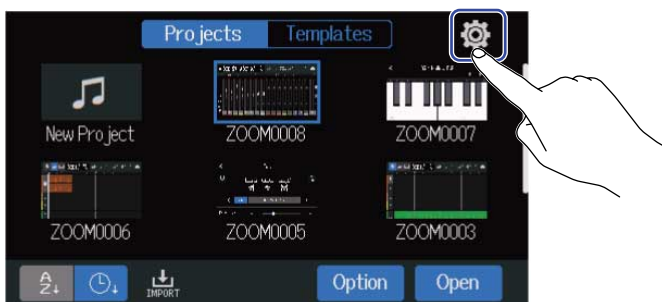 Projects Templates
New Project ZOOM0008 ZOOM0007
ZOOM0006 ZOOM0005 ZOOM0003
A
Z↓ IMPORT Option Open